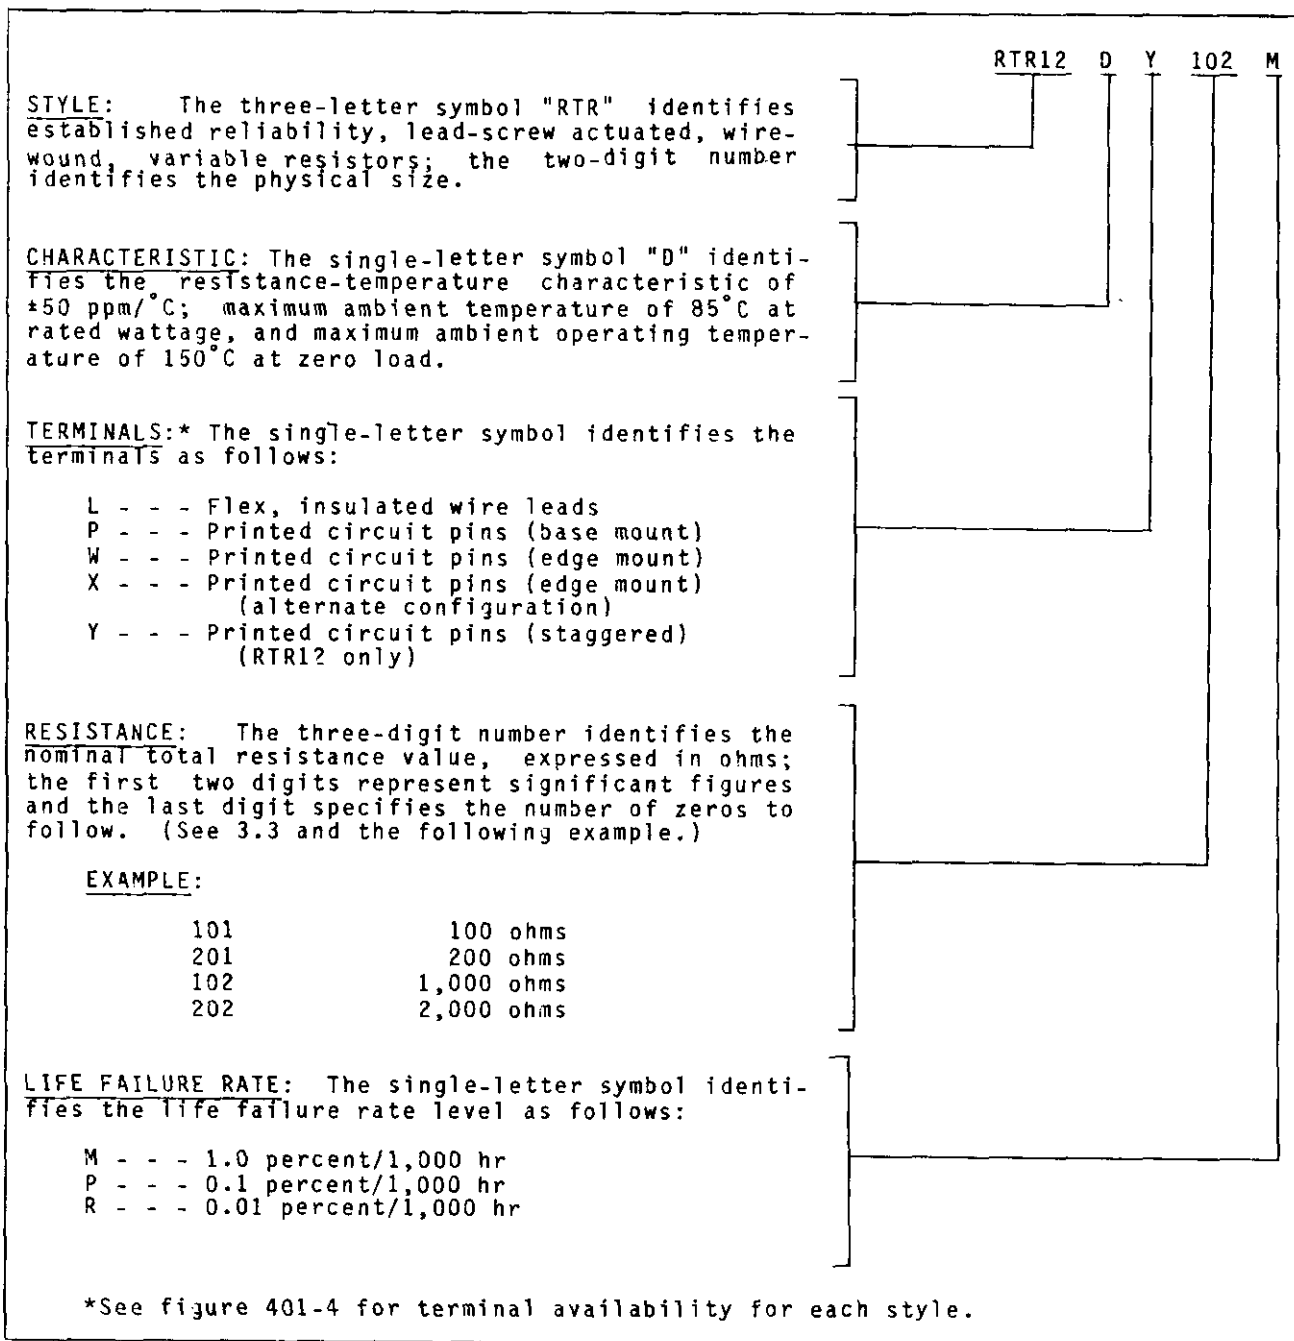 RTR12 D Y 102 M
STYLE: The three-letter symbol "RTR" identifies
established reliability, lead-screw actuated, wire-
wound, variable resistors; the two-digit number
identifies the physical size.
CHARACTERISTIC: The single-letter symbol "D" identi-
fies the resistance-temperature characteristic of
±50 ppm/°C; maximum ambient temperature of 85°C at
rated wattage, and maximum ambient operating temper-
ature of 150°C at zero load.
TERMINALS:* The single-letter symbol identifies the
terminals as follows:
L - - - Flex, insulated wire leads
P - - - Printed circuit pins (base mount)
W - - - Printed circuit pins (edge mount)
X - - - Printed circuit pins (edge mount)
(alternate configuration)
Y - - - Printed circuit pins (staggered)
(RTR12 only)
RESISTANCE: The three-digit number identifies the
nominal total resistance value, expressed in ohms;
the first two digits represent significant figures
and the last digit specifies the number of zeros to
follow. (See 3.3 and the following example.)
EXAMPLE:
101 100 ohms
201 200 ohms
102 1,000 ohms
202 2,000 ohms
LIFE FAILURE RATE: The single-letter symbol identi-
fies the life failure rate level as follows:
M - - - 1.0 percent/1,000 hr
P - - - 0.1 percent/1,000 hr
R - - - 0.01 percent/1,000 hr
*See figure 401-4 for terminal availability for each style.